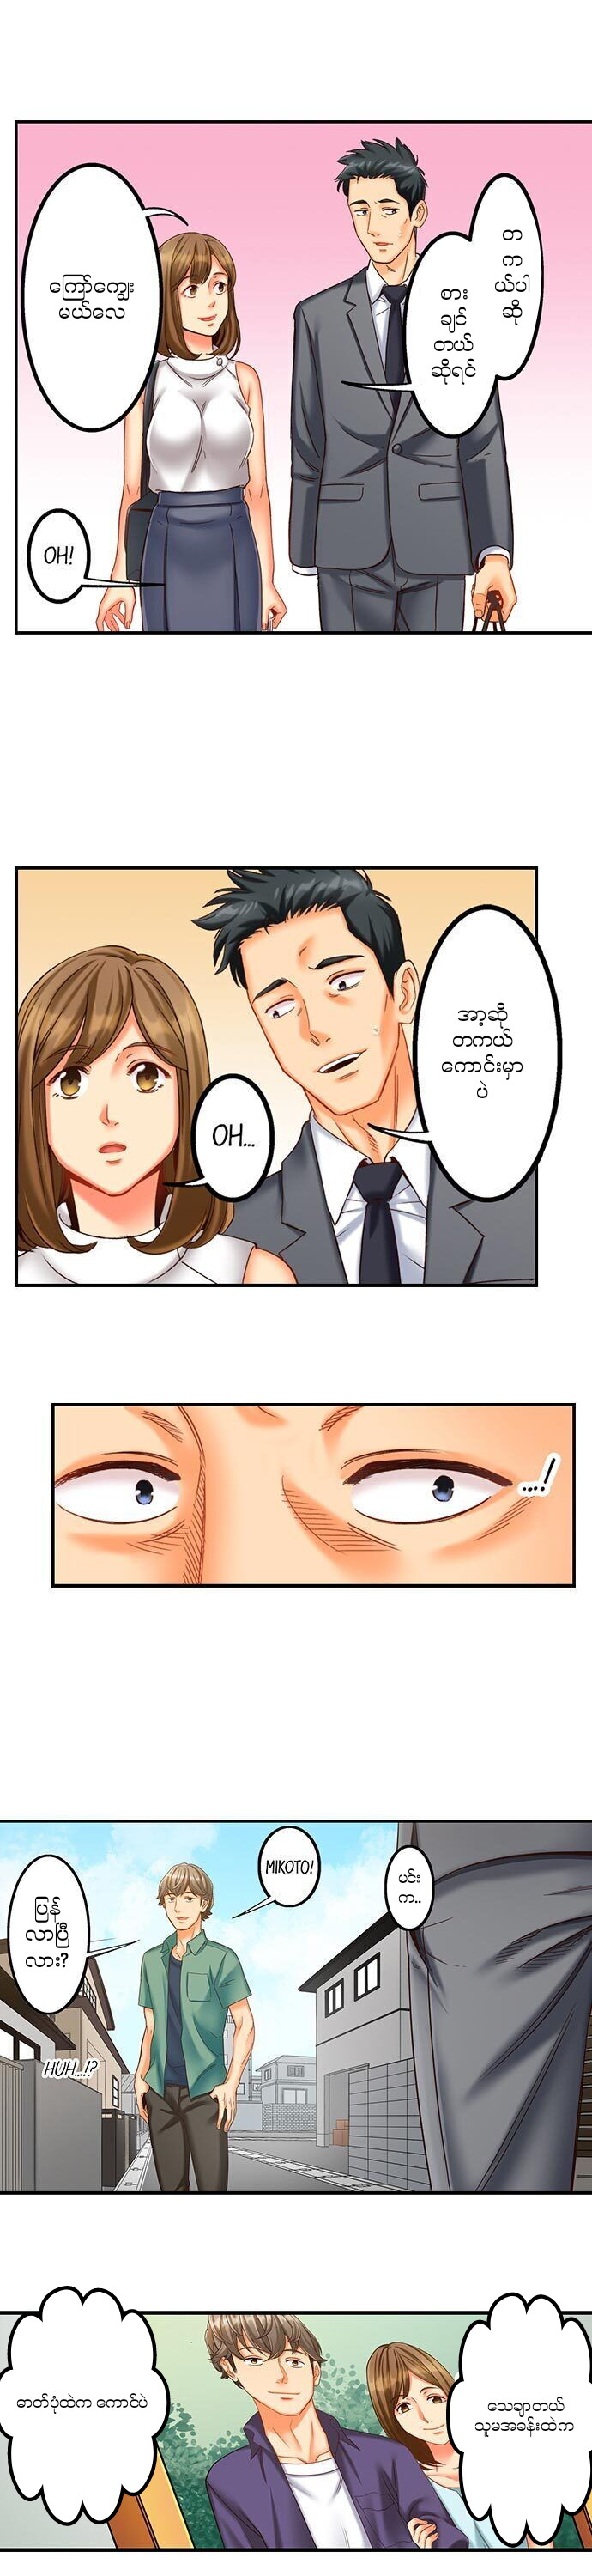 ကြော်ကျွေး
မယ်လေ
တ
က
ယ်ပါ
ဆို
စား
ချင်
တယ်
ဆိုရင်
OH!
အာ့ဆို
တကယ်
ကောင်းမှာ
ပဲ
OH...
...!
ပြန်
လာပြီ
လား?
MIKOTO!
မင်း
က..
HUH...!?
ဓာတ်ပုံထဲက ကောင်ပဲ
သေချာတယ်
သူမအခန်းထဲက